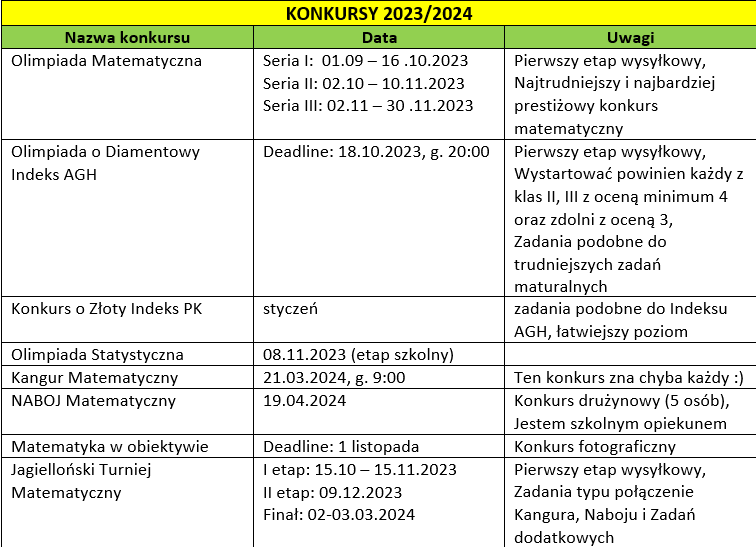 KONKURSY 2023/2024
Nazwa konkursu
Data
Uwagi
Olimpiada Matematyczna
Seria I:  01.09 – 16 .10.2023
Seria II: 02.10 – 10.11.2023
Seria III: 02.11 – 30 .11.2023
Pierwszy etap wysyłkowy,
Najtrudniejszy i najbardziej
prestiżowy konkurs
matematyczny
Olimpiada o Diamentowy
Indeks AGH
Deadline: 18.10.2023, g. 20:00
Pierwszy etap wysyłkowy,
Wystartować powinien każdy z
klas II, III z oceną minimum 4
oraz zdolni z oceną 3,
Zadania podobne do
trudniejszych zadań
maturalnych
Konkurs o Złoty Indeks PK
styczeń
zadania podobne do Indeksu
AGH, łatwiejszy poziom
Olimpiada Statystyczna
08.11.2023 (etap szkolny)
Kangur Matematyczny
21.03.2024, g. 9:00
Ten konkurs zna chyba każdy :)
NABOJ Matematyczny
19.04.2024
Konkurs drużynowy (5 osób),
Jestem szkolnym opiekunem
Matematyka w obiektywie
Deadline: 1 listopada
Konkurs fotograficzny
Jagielloński Turniej
Matematyczny
I etap: 15.10 – 15.11.2023
II etap: 09.12.2023
Finał: 02-03.03.2024
Pierwszy etap wysyłkowy,
Zadania typu połączenie
Kangura, Naboju i Zadań
dodatkowych